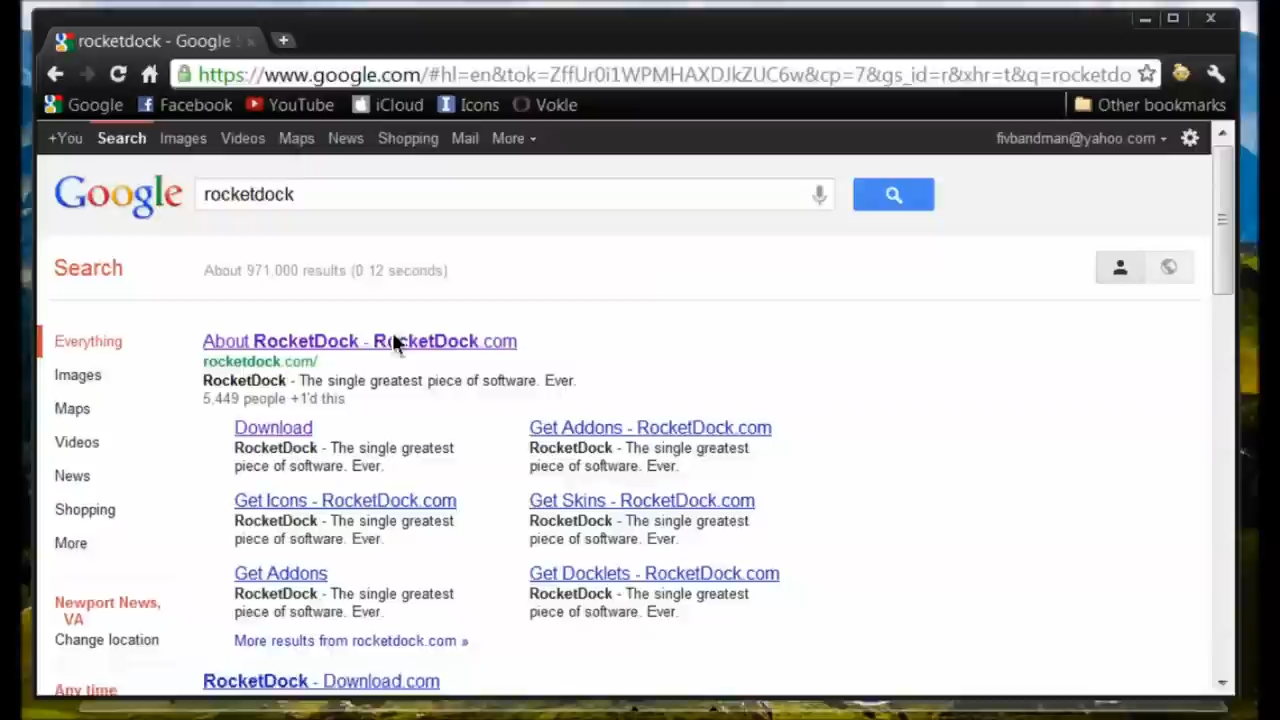 rocketdock - Google
https://www.google.com/#hl=en&tok=ZffUr0i1WPMHAXDJkZUC6w&cp=7&gs_id=r&xhr=t&q=rocketdo
Google Facebook YouTube iCloud Icons Vokle Other bookmarks
+You Search Images Videos Maps News Shopping Mail More fivbandman@yahoo.com
Google rocketdock
Search About 971,000 results (0.12 seconds)
Everything
Images
Maps
Videos
News
Shopping
More
Newport News,
VA
Change location
Any time
About RocketDock - RocketDock.com
rocketdock.com/
RocketDock - The single greatest piece of software. Ever.
5,449 people +1'd this
Download
RocketDock - The single greatest
piece of software. Ever.
Get Addons - RocketDock.com
RocketDock - The single greatest
piece of software. Ever.
Get Icons - RocketDock.com
RocketDock - The single greatest
piece of software. Ever.
Get Skins - RocketDock.com
RocketDock - The single greatest
piece of software. Ever.
Get Addons
RocketDock - The single greatest
piece of software. Ever.
Get Docklets - RocketDock.com
RocketDock - The single greatest
piece of software. Ever.
More results from rocketdock.com »
RocketDock - Download.com